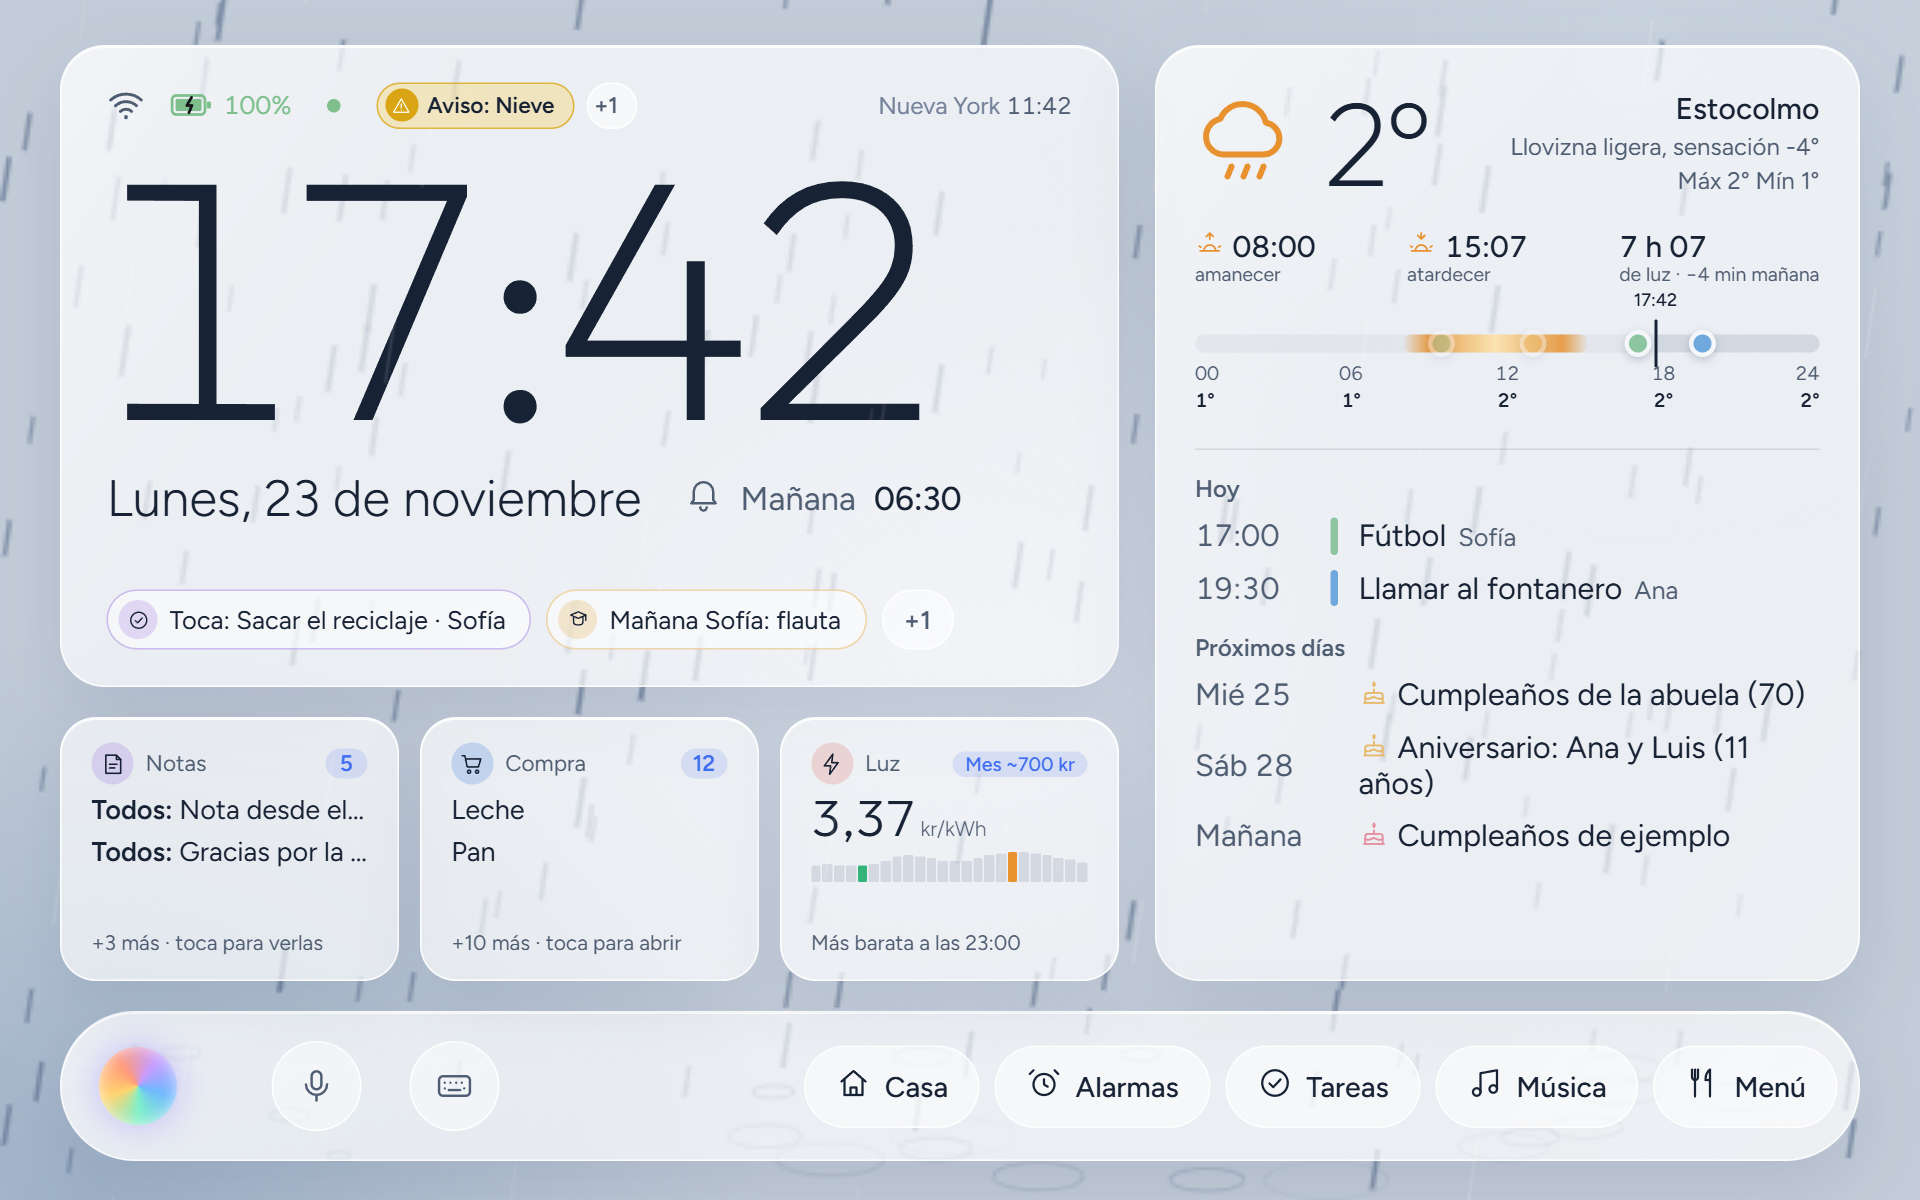 100%
Aviso: Nieve
+1
Nueva York 11:42
17:42
Lunes, 23 de noviembre
Mañana 06:30
Toca: Sacar el reciclaje · Sofía
Mañana Sofía: flauta
+1
2°
Estocolmo
Llovizna ligera, sensación -4°
Máx 2° Mín 1°
08:00
amanecer
15:07
atardecer
7 h 07
de luz · −4 min mañana
17:42
00 06 12 18 24
1° 1° 2° 2° 2°
Hoy
17:00 Fútbol Sofía
19:30 Llamar al fontanero Ana
Próximos días
Mié 25 Cumpleaños de la abuela (70)
Sáb 28 Aniversario: Ana y Luis (11
años)
Mañana Cumpleaños de ejemplo
Notas 5
Todos: Nota desde el...
Todos: Gracias por la ...
+3 más · toca para verlas
Compra 12
Leche
Pan
+10 más · toca para abrir
Luz Mes ~700 kr
3,37 kr/kWh
Más barata a las 23:00
Casa
Alarmas
Tareas
Música
Menú